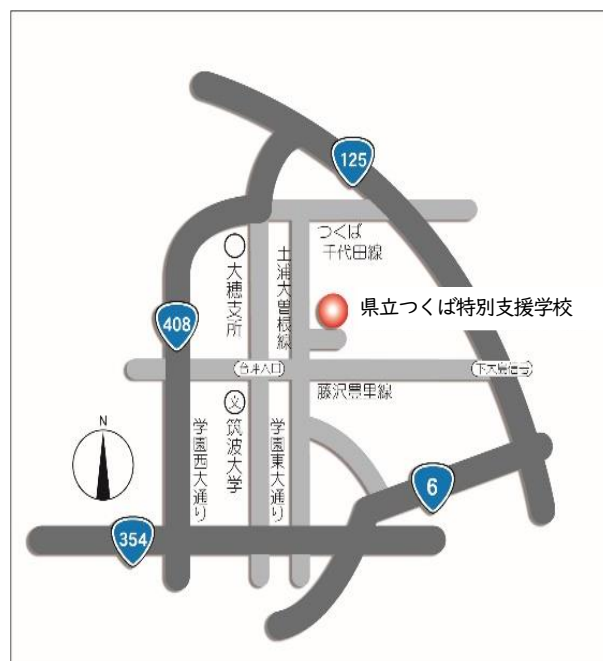 125
つくば
千代田線
土浦大曽根線
大穂支所
県立つくば特別支援学校
408
藤沢豊里線
文
筑波大学
学園西大通り
学園東大通り
N
6
354